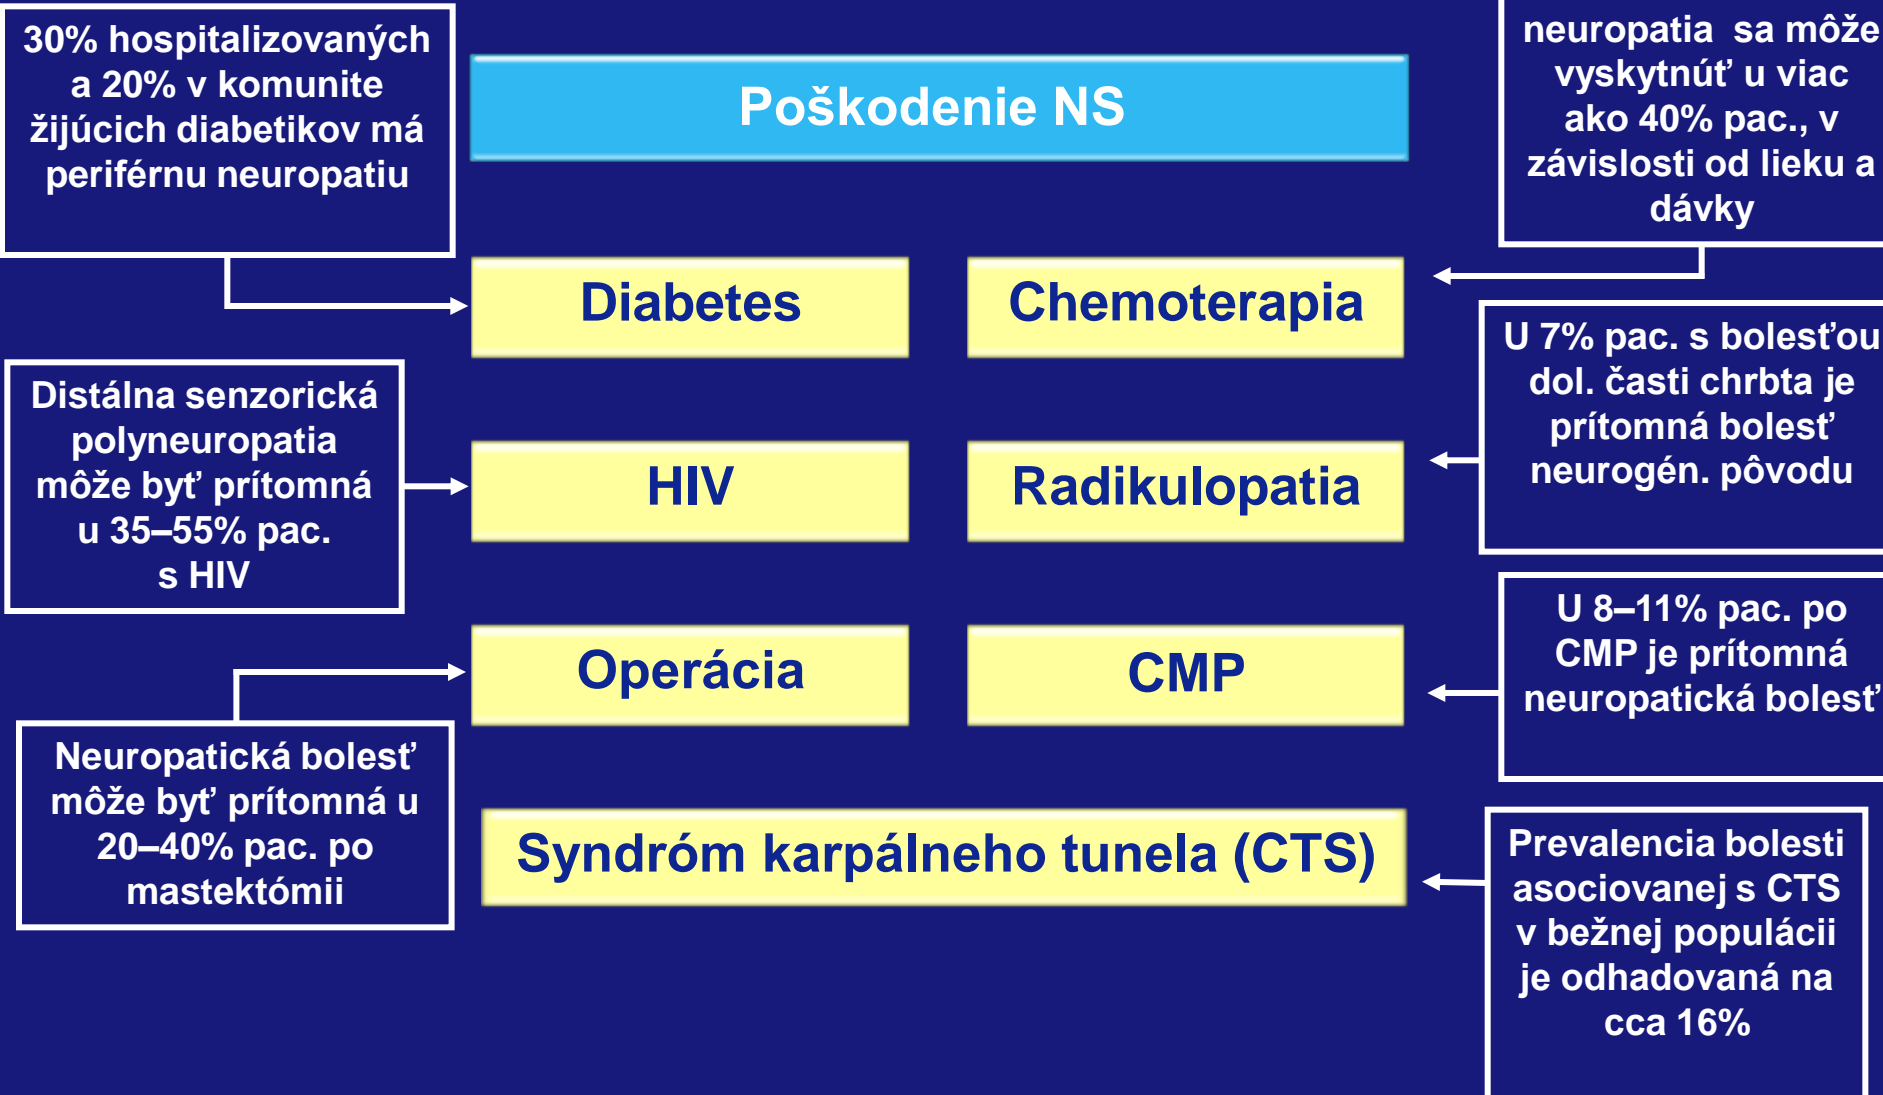 30% hospitalizovaných
a 20% v komunite
žijúcich diabetikov má
periférnu neuropatiu
Poškodenie NS
neuropatia sa môže
vyskytnúť u viac
ako 40% pac., v
závislosti od lieku a
dávky
Diabetes
Chemoterapia
Distálna senzorická
polyneuropatia
môže byť prítomná
u 35–55% pac.
s HIV
HIV
Radikulopatia
U 7% pac. s bolesťou
dol. časti chrbta je
prítomná bolesť
neurogén. pôvodu
Operácia
CMP
U 8–11% pac. po
CMP je prítomná
neuropatická bolesť
Neuropatická bolesť
môže byť prítomná u
20–40% pac. po
mastektómii
Syndróm karpálneho tunela (CTS)
Prevalencia bolesti
asociovanej s CTS
v bežnej populácii
je odhadovaná na
cca 16%